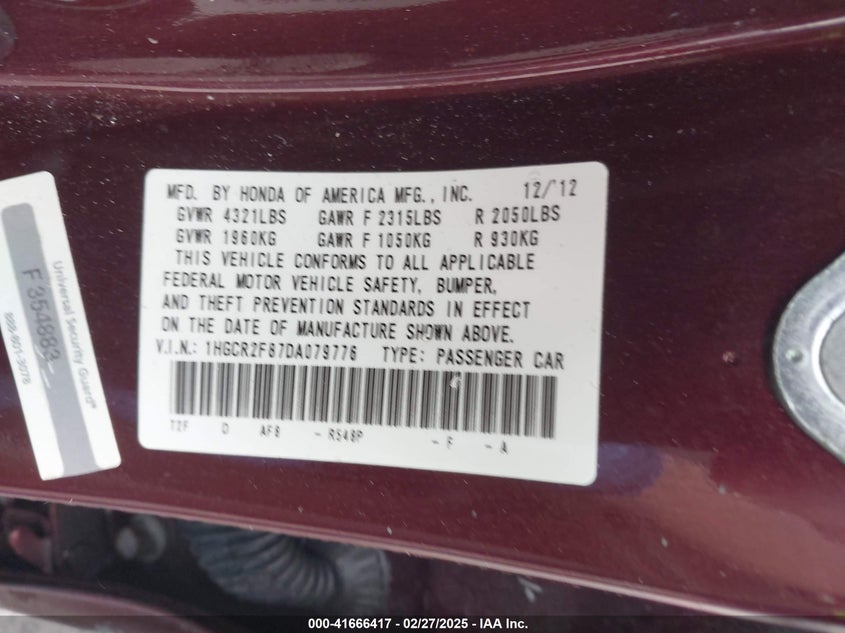 MFD. BY HONDA OF AMERICA MFG., INC. 12/12
GVWR 4321LBS GAWR F 2315LBS R 2050LBS
GVWR 1960KG GAWR F 1050KG R 930KG
THIS VEHICLE CONFORMS TO ALL APPLICABLE
FEDERAL MOTOR VEHICLE SAFETY, BUMPER,
AND THEFT PREVENTION STANDARDS IN EFFECT
ON THE DATE OF MANUFACTURE SHOWN ABOVE.
V.I.N.: 1HGCR2F87DA079776 TYPE: PASSENGER CAR
T2F D AF8 - R548P - F - A
Universal Security Guard®
F 354883
000-41666417 | 02/27/2025 - IAA Inc.